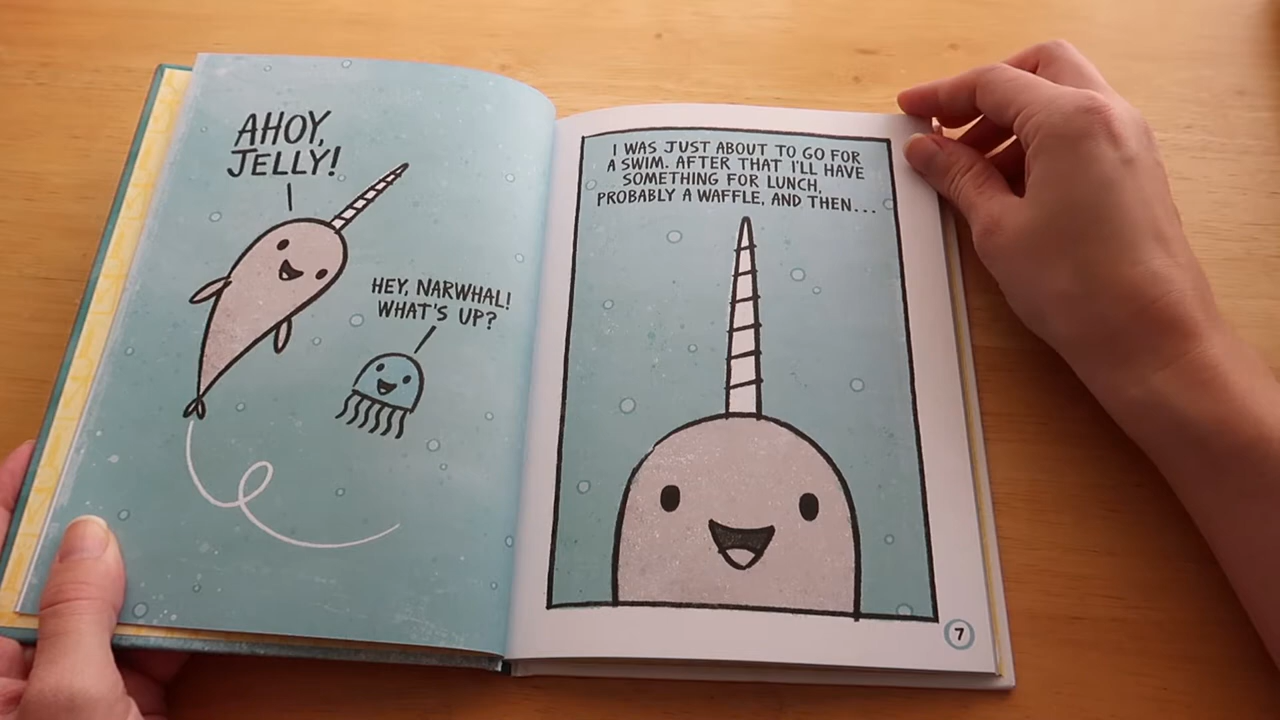 AHOY,
JELLY!
HEY, NARWHAL!
WHAT'S UP?
I WAS JUST ABOUT TO GO FOR
A SWIM. AFTER THAT I'LL HAVE
SOMETHING FOR LUNCH,
PROBABLY A WAFFLE, AND THEN...
7